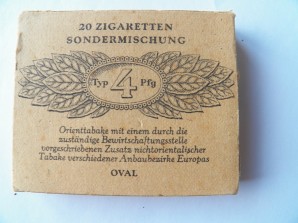 20 ZIGARETTEN
SONDERMISCHUNG
Typ 4 Pfg
Orienttabake mit einem durch die
zuständige Bewirtschaftungsstelle
vorgeschriebenen Zusatz nichtorientalischer
Tabake verschiedener Anbaubezirke Europas
OVAL